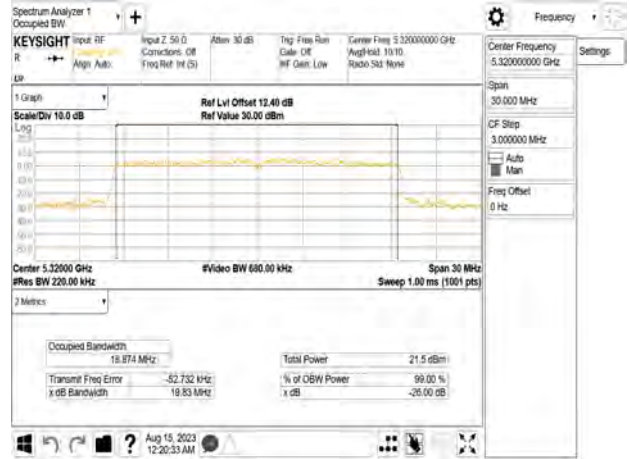 Spectrum Analyzer 1
Occupied BW
+
Frequency
KEYSIGHT
Input: RF
Input Z: 50 Ω
Atten: 30 dB
Trig: Free Run
Center Freq: 5.320000000 GHz
R
Corrections: Off
Gate: Off
Avg|Hold: 10/10
Align: Auto
Freq Ref: Int (S)
#IF Gain: Low
Radio Std: None
Center Frequency
5.320000000 GHz
Settings
Span
30.000 MHz
CF Step
3.000000 MHz
Auto
Man
Freq Offset
0 Hz
1 Graph
Ref Lvl Offset 12.40 dB
Scale/Div 10.0 dB
Ref Value 30.00 dBm
Log
Center 5.32000 GHz
#Video BW 680.00 kHz
Span 30 MHz
#Res BW 220.00 kHz
Sweep 1.00 ms (1001 pts)
2 Metrics
Occupied Bandwidth
18.874 MHz
Total Power
21.5 dBm
Transmit Freq Error
-52.732 kHz
% of OBW Power
99.00 %
x dB Bandwidth
19.83 MHz
x dB
-26.00 dB
?
Aug 15, 2023
12:20:33 AM